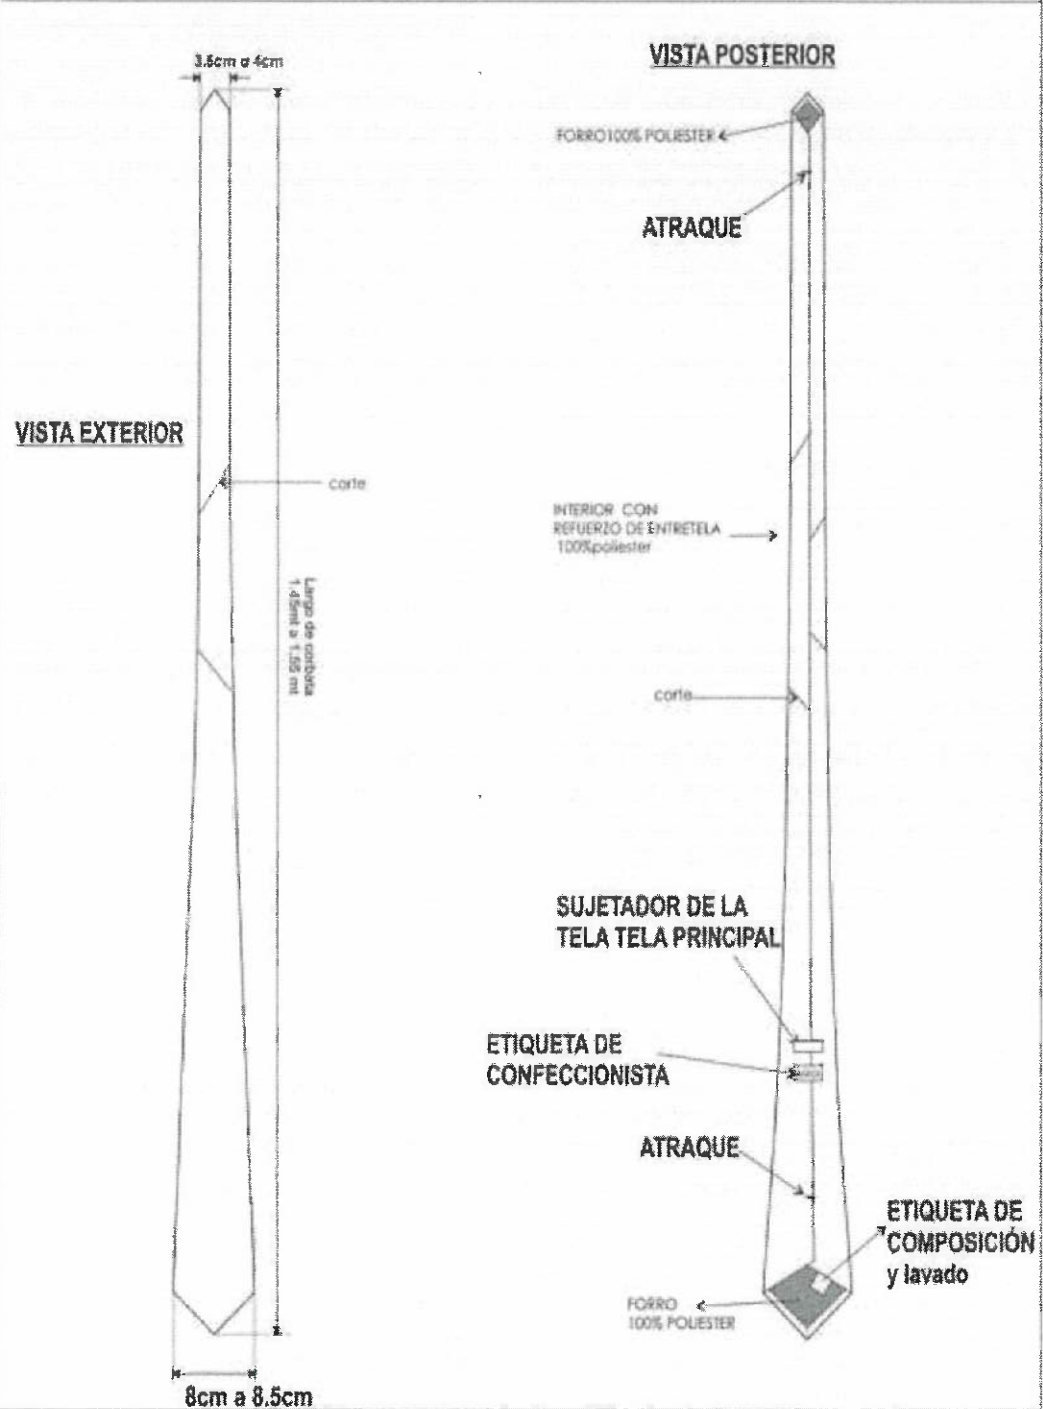 3.5cm a 4cm
VISTA EXTERIOR
corte
Largo de corbata
1.45mt a 1.55 mt
8cm a 8.5cm
VISTA POSTERIOR
FORRO100% POLIESTER
ATRAQUE
INTERIOR CON
REFUERZO DE ENTRETELA
100%poliester
corte
SUJETADOR DE LA
TELA TELA PRINCIPAL
ETIQUETA DE
CONFECCIONISTA
ATRAQUE
ETIQUETA DE
COMPOSICIÓN
y lavado
FORRO
100% POLIESTER